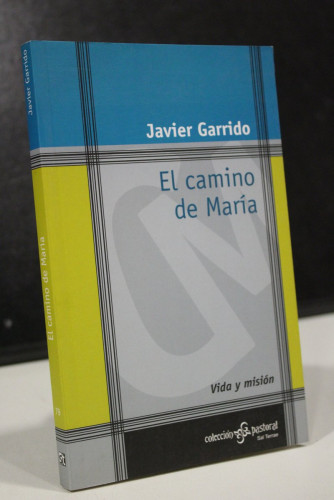 Javier Garrido
El camino de María
Javier Garrido
El camino
de María
Vida y misión
colección pastoral
Sal Terrae